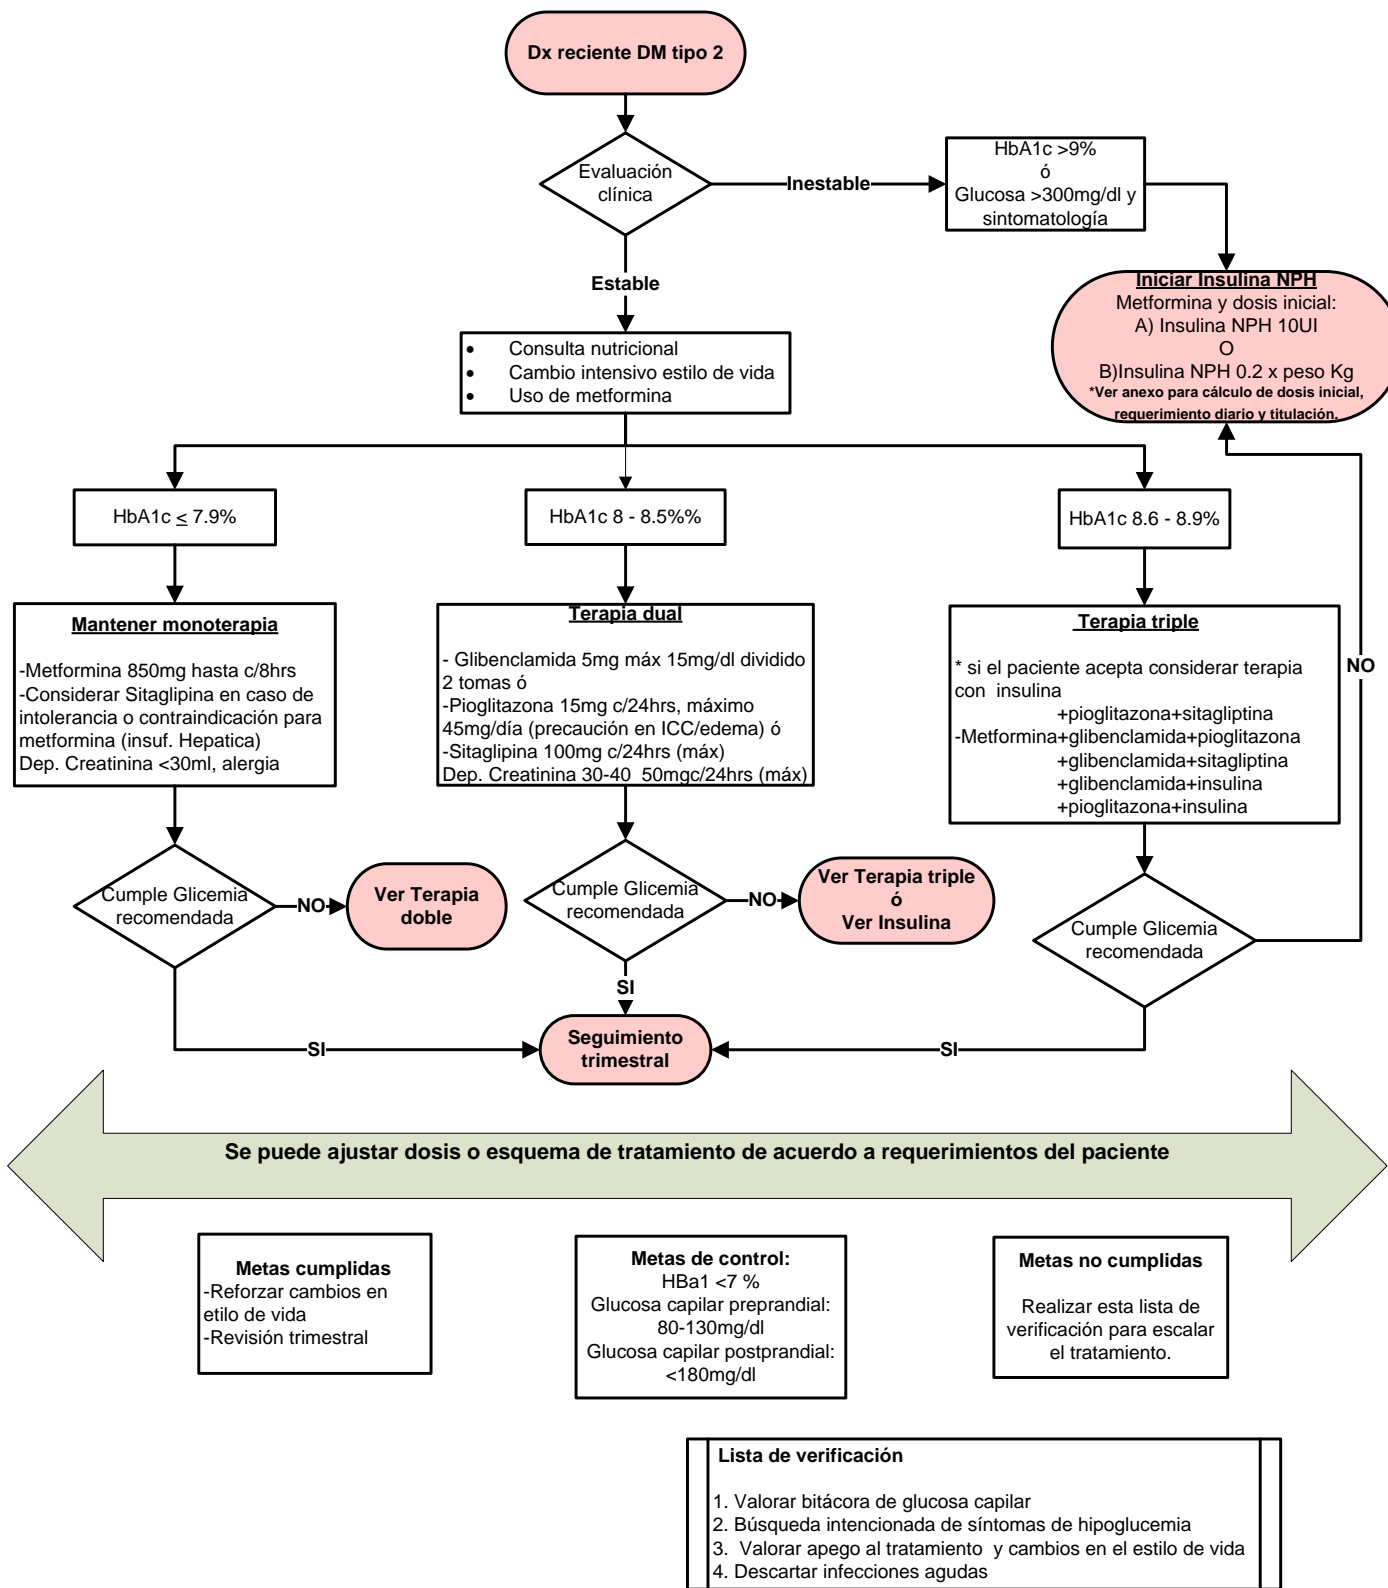 Dx reciente DM tipo 2
Evaluación
clínica
Inestable
HbA1c >9%
ó
Glucosa >300mg/dl y
sintomatología
Estable
Iniciar Insulina NPH
Metformina y dosis inicial:
A) Insulina NPH 10UI
O
B)Insulina NPH 0.2 x peso Kg
*Ver anexo para cálculo de dosis inicial,
requerimiento diario y titulación.
• Consulta nutricional
• Cambio intensivo estilo de vida
• Uso de metformina
HbA1c ≤ 7.9%
HbA1c 8 - 8.5%%
HbA1c 8.6 - 8.9%
Mantener monoterapia
-Metformina 850mg hasta c/8hrs
-Considerar Sitaglipina en caso de
intolerancia o contraindicación para
metformina (insuf. Hepatica)
Dep. Creatinina <30ml, alergia
Terapia dual
- Glibenclamida 5mg máx 15mg/dl dividido
2 tomas ó
-Pioglitazona 15mg c/24hrs, máximo
45mg/día (precaución en ICC/edema) ó
-Sitaglipina 100mg c/24hrs (máx)
Dep. Creatinina 30-40  50mgc/24hrs (máx)
Terapia triple
* si el paciente acepta considerar terapia
con  insulina
+pioglitazona+sitagliptina
-Metformina+glibenclamida+pioglitazona
+glibenclamida+sitagliptina
+glibenclamida+insulina
+pioglitazona+insulina
NO
Cumple Glicemia
recomendada
NO
Ver Terapia
doble
Cumple Glicemia
recomendada
NO
Ver Terapia triple
ó
Ver Insulina
Cumple Glicemia
recomendada
SI
SI
Seguimiento
trimestral
SI
Se puede ajustar dosis o esquema de tratamiento de acuerdo a requerimientos del paciente
Metas cumplidas
-Reforzar cambios en
etilo de vida
-Revisión trimestral
Metas de control:
HBa1 <7 %
Glucosa capilar preprandial:
80-130mg/dl
Glucosa capilar postprandial:
<180mg/dl
Metas no cumplidas
Realizar esta lista de
verificación para escalar
el tratamiento.
Lista de verificación
1. Valorar bitácora de glucosa capilar
2. Búsqueda intencionada de síntomas de hipoglucemia
3.  Valorar apego al tratamiento  y cambios en el estilo de vida
4. Descartar infecciones agudas